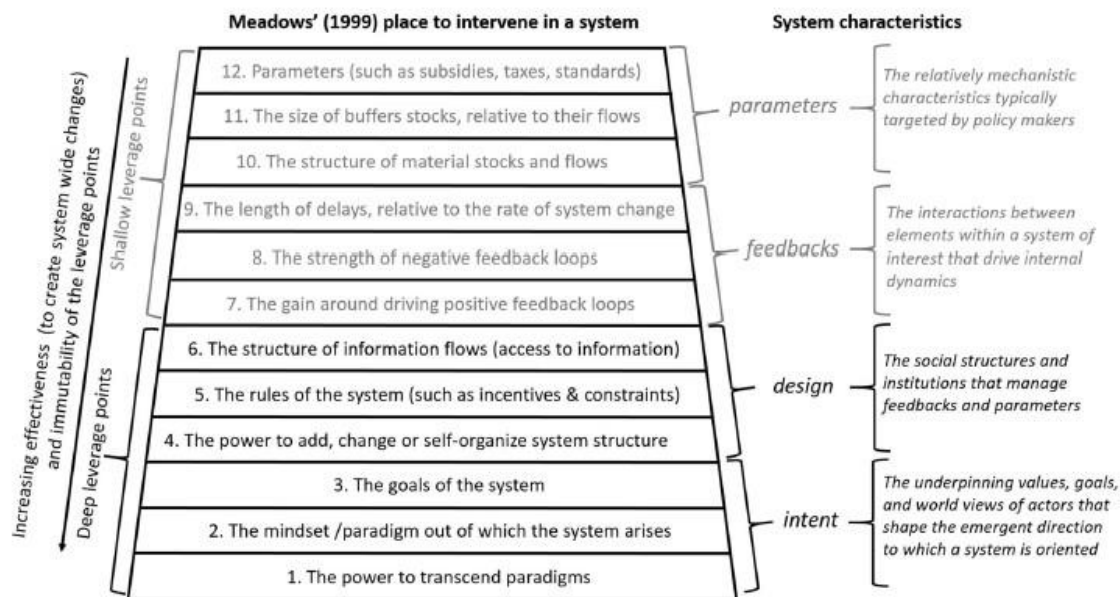 Meadows' (1999) place to intervene in a system
System characteristics
Increasing effectiveness (to create system wide changes)
and immutability of the leverage points
Shallow leverage points
Deep leverage points
12. Parameters (such as subsidies, taxes, standards)
11. The size of buffers stocks, relative to their flows
10. The structure of material stocks and flows
9. The length of delays, relative to the rate of system change
8. The strength of negative feedback loops
7. The gain around driving positive feedback loops
6. The structure of information flows (access to information)
5. The rules of the system (such as incentives & constraints)
4. The power to add, change or self-organize system structure
3. The goals of the system
2. The mindset /paradigm out of which the system arises
1. The power to transcend paradigms
parameters
The relatively mechanistic
characteristics typically
targeted by policy makers
feedbacks
The interactions between
elements within a system of
interest that drive internal
dynamics
design
The social structures and
institutions that manage
feedbacks and parameters
intent
The underpinning values, goals,
and world views of actors that
shape the emergent direction
to which a system is oriented